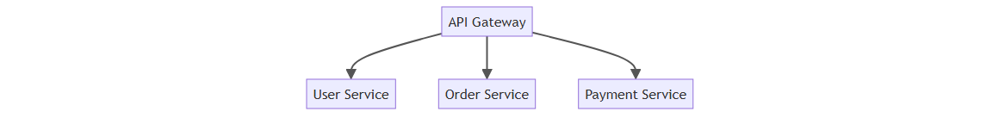 API Gateway
User Service
Order Service
Payment Service